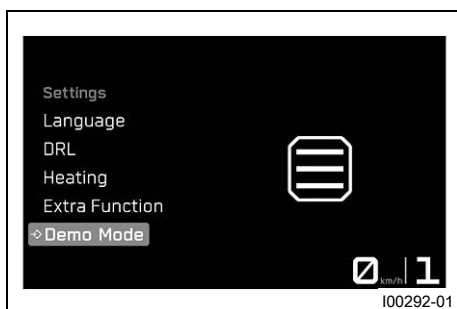 Settings
Language
DRL
Heating
Extra Function
Demo Mode
0 km/h 1
I00292-01